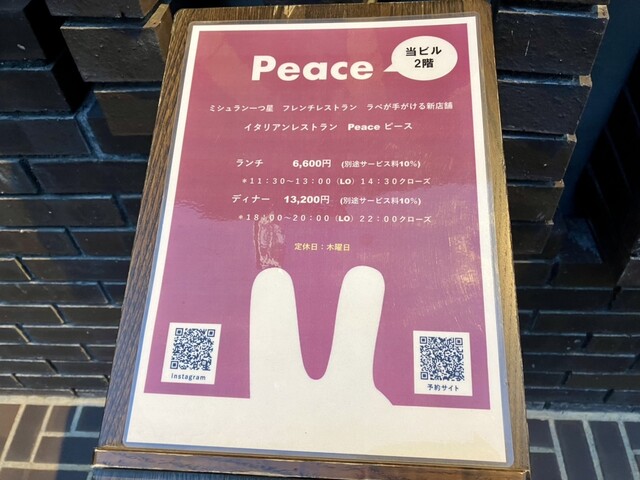 Peace
当ビル
2階
ミシュラン一つ星 フレンチレストラン ラペが手がける新店舗
イタリアンレストラン Peace ピース
ランチ 6,600円 (別途サービス料10%)
＊11：30～13：00（LO）14：30クローズ
ディナー 13,200円 (別途サービス料10%)
＊18：00～20：00（LO）22：00クローズ
定休日：木曜日
Instagram
予約サイト